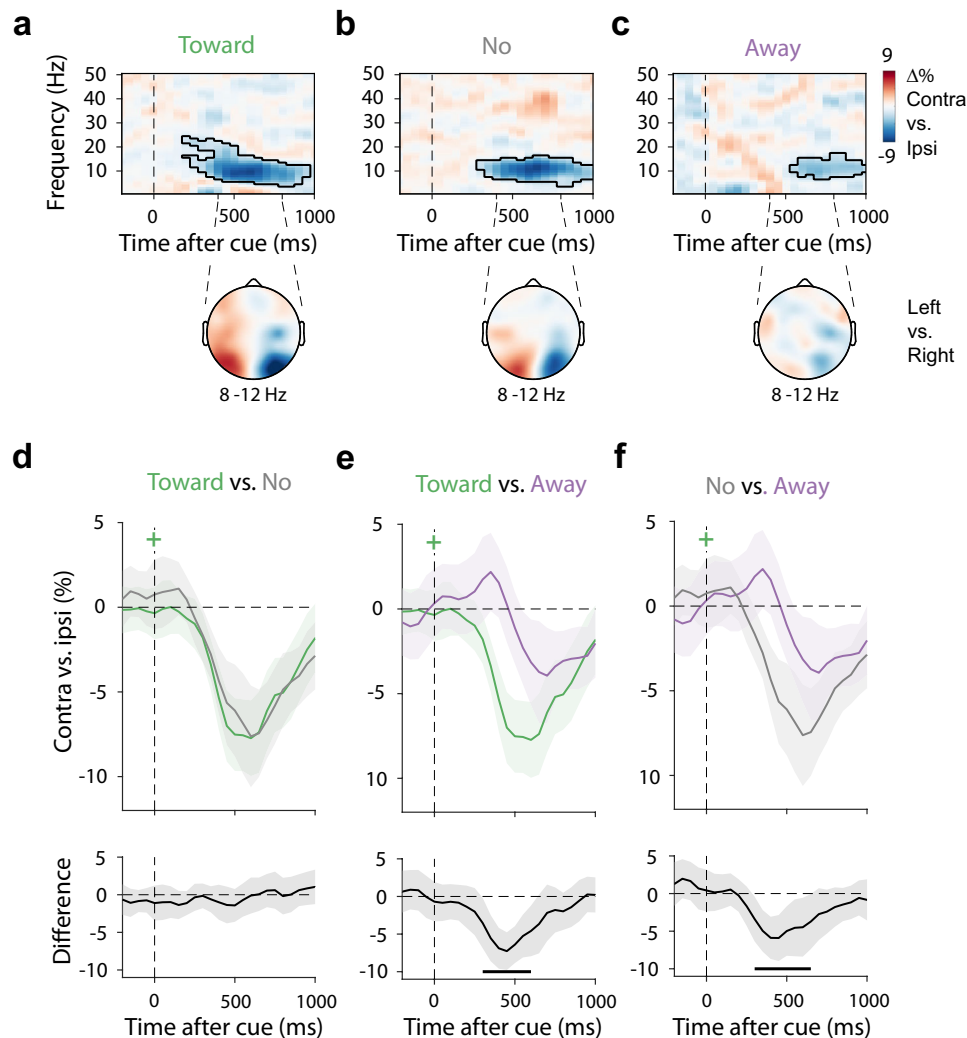 a
b
c
Toward
No
Away
Frequency (Hz)
50
40
30
20
10
0
500
1000
Time after cue (ms)
50
40
30
20
10
0
500
1000
Time after cue (ms)
50
40
30
20
10
0
500
1000
Time after cue (ms)
9
Δ%
Contra
vs.
Ipsi
-9
8 -12 Hz
8 -12 Hz
8 -12 Hz
Left
vs.
Right
d
e
f
Toward vs. No
Toward vs. Away
No vs. Away
Contra vs. ipsi (%)
5
0
-5
-10
5
0
-5
10
5
0
-5
10
Difference
5
0
-5
-10
0
500
1000
Time after cue (ms)
5
0
-5
-10
0
500
1000
Time after cue (ms)
5
0
-5
-10
0
500
1000
Time after cue (ms)